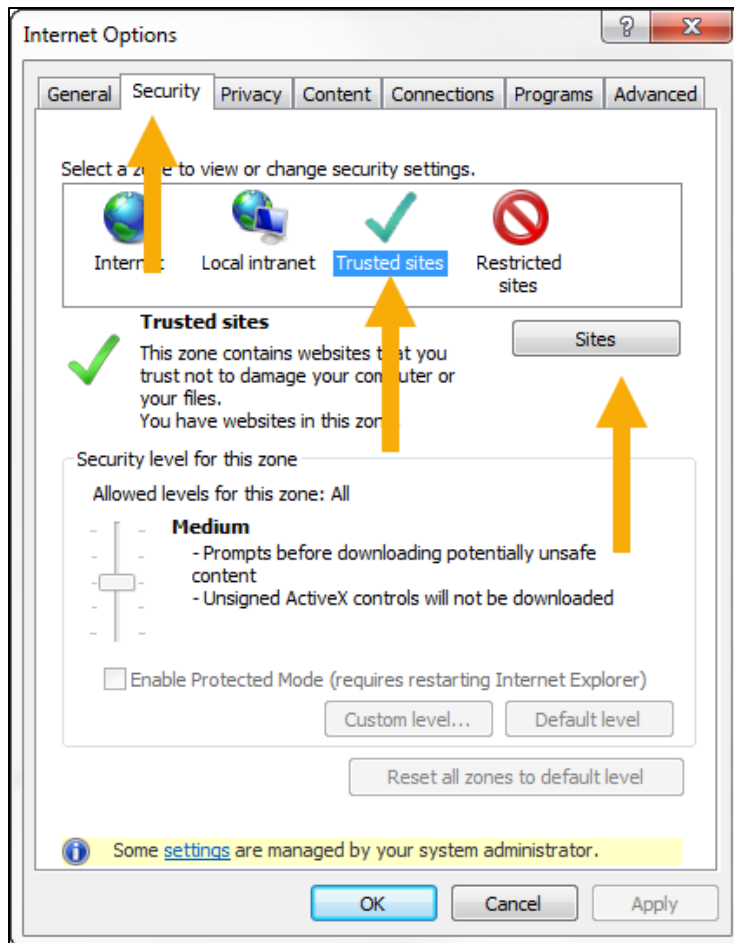 Internet Options
General Security Privacy Content Connections Programs Advanced
Select a zone to view or change security settings.
Internet Local intranet Trusted sites Restricted
sites
Trusted sites
Sites
This zone contains websites that you
trust not to damage your computer or
your files.
You have websites in this zone.
Security level for this zone
Allowed levels for this zone: All
Medium
- Prompts before downloading potentially unsafe
content
- Unsigned ActiveX controls will not be downloaded
Enable Protected Mode (requires restarting Internet Explorer)
Custom level... Default level
Reset all zones to default level
Some settings are managed by your system administrator.
OK Cancel Apply